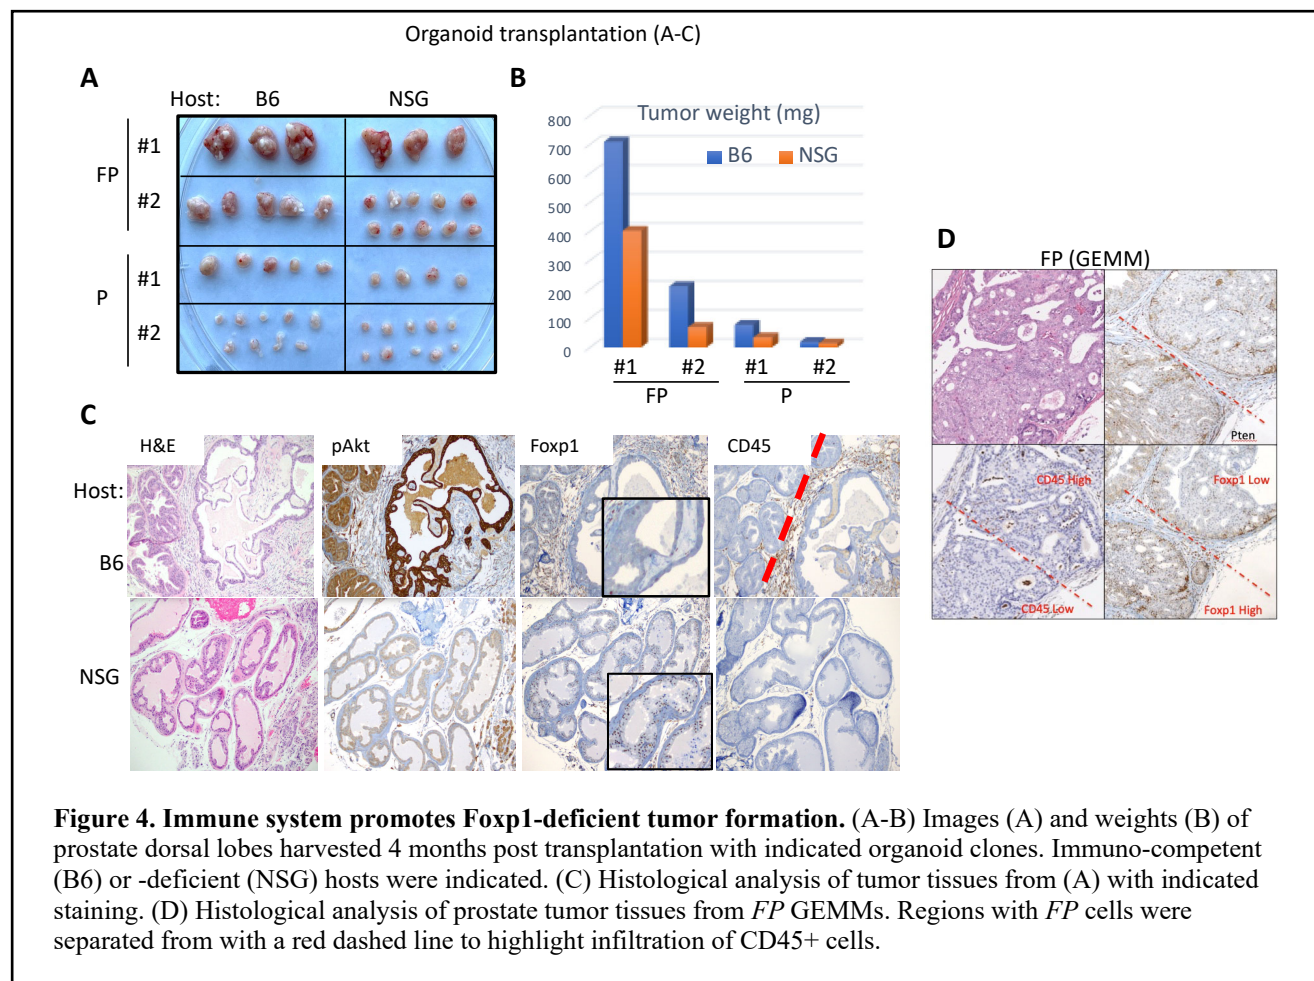 Organoid transplantation (A-C)
A
Host: B6 NSG
FP
#1
#2
P
#1
#2
B
Tumor weight (mg)
B6 NSG
800
700
600
500
400
300
200
100
0
#1 #2 #1 #2
FP P
C
H&E pAkt Foxp1 CD45
Host:
B6
NSG
D
FP (GEMM)
Pten
CD45 High
CD45 Low
Foxp1 Low
Foxp1 High
Figure 4. Immune system promotes Foxp1-deficient tumor formation. (A-B) Images (A) and weights (B) of
prostate dorsal lobes harvested 4 months post transplantation with indicated organoid clones. Immuno-competent
(B6) or -deficient (NSG) hosts were indicated. (C) Histological analysis of tumor tissues from (A) with indicated
staining. (D) Histological analysis of prostate tumor tissues from FP GEMMs. Regions with FP cells were
separated from with a red dashed line to highlight infiltration of CD45+ cells.